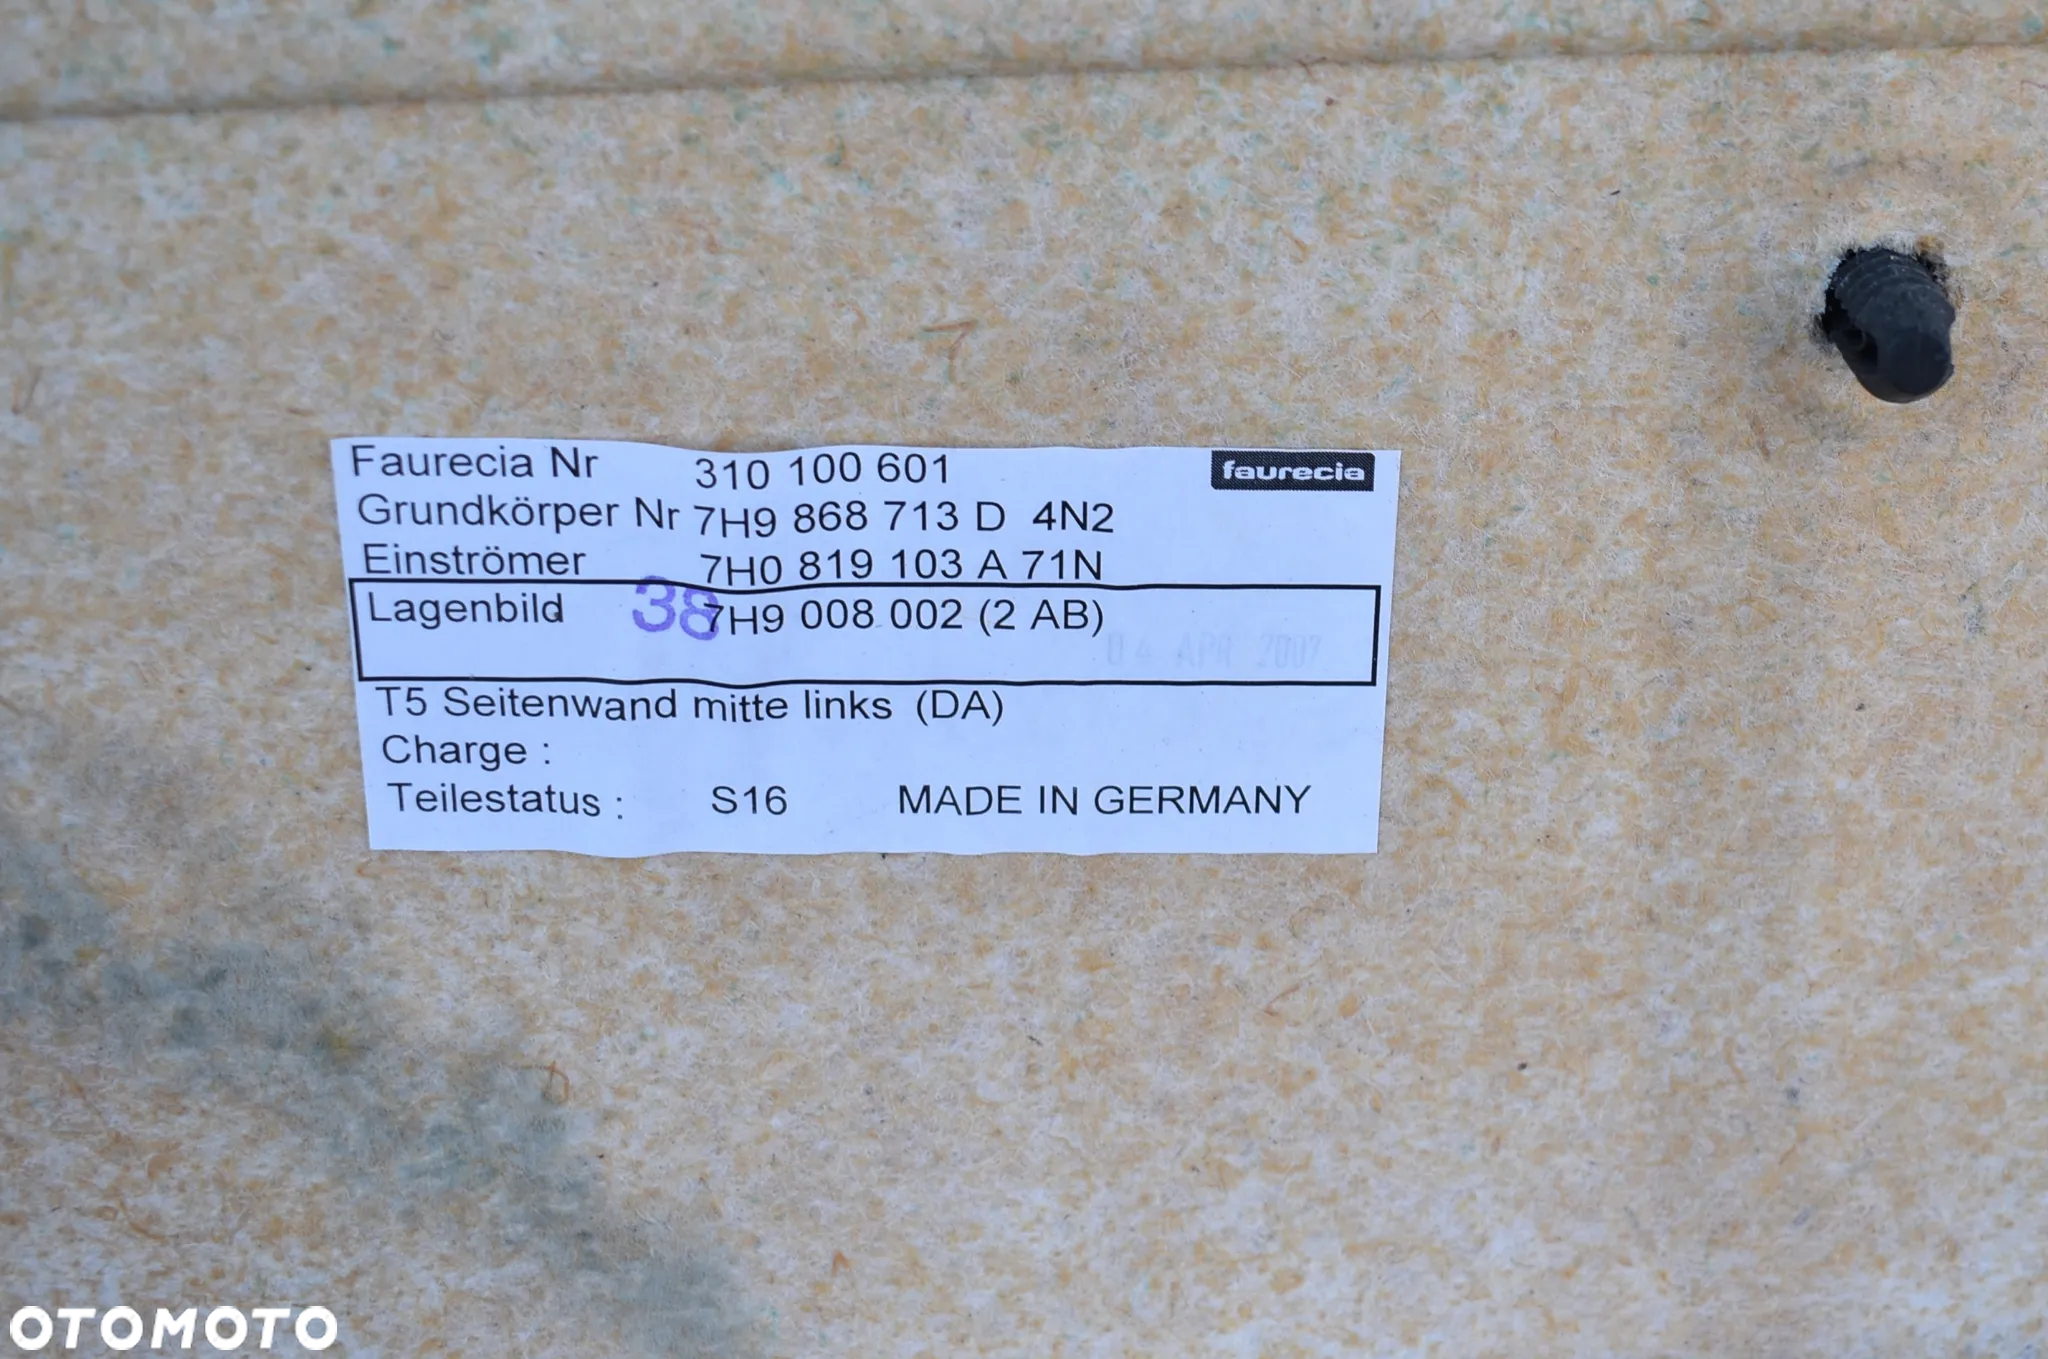 Faurecia Nr 310 100 601 faurecia
Grundkörper Nr 7H9 868 713 D 4N2
Einströmer 7H0 819 103 A 71N
Lagenbild 38 7H9 008 002 (2 AB)
04 APR 2007
T5 Seitenwand mitte links (DA)
Charge :
Teilestatus : S16 MADE IN GERMANY
OTOMOTO